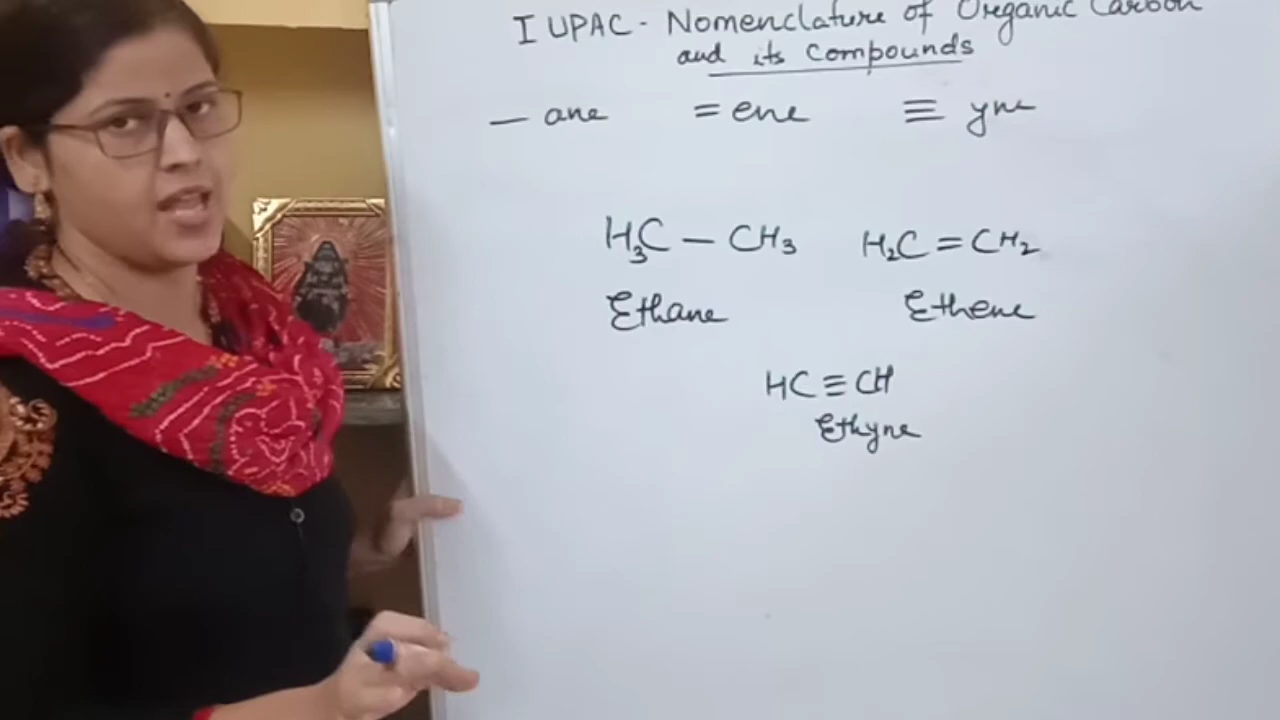 IUPAC - Nomenclature of Organic Carbon
and its Compounds
— ane = ene ≡ yne
H₃C — CH₃ H₂C = CH₂
Ethane Ethene
HC ≡ CH
Ethyne